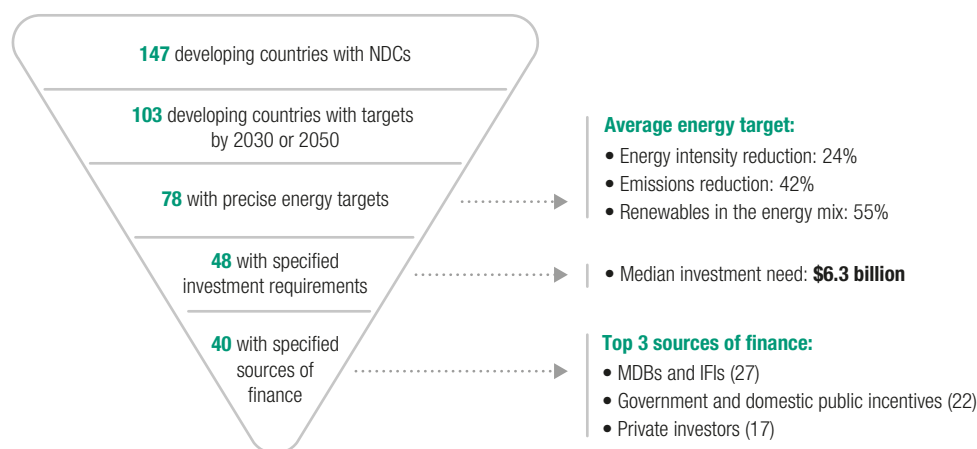 147 developing countries with NDCs
103 developing countries with targets
by 2030 or 2050
78 with precise energy targets
48 with specified
investment requirements
40 with specified
sources of
finance
Average energy target:
• Energy intensity reduction: 24%
• Emissions reduction: 42%
• Renewables in the energy mix: 55%
• Median investment need: $6.3 billion
Top 3 sources of finance:
• MDBs and IFIs (27)
• Government and domestic public incentives (22)
• Private investors (17)